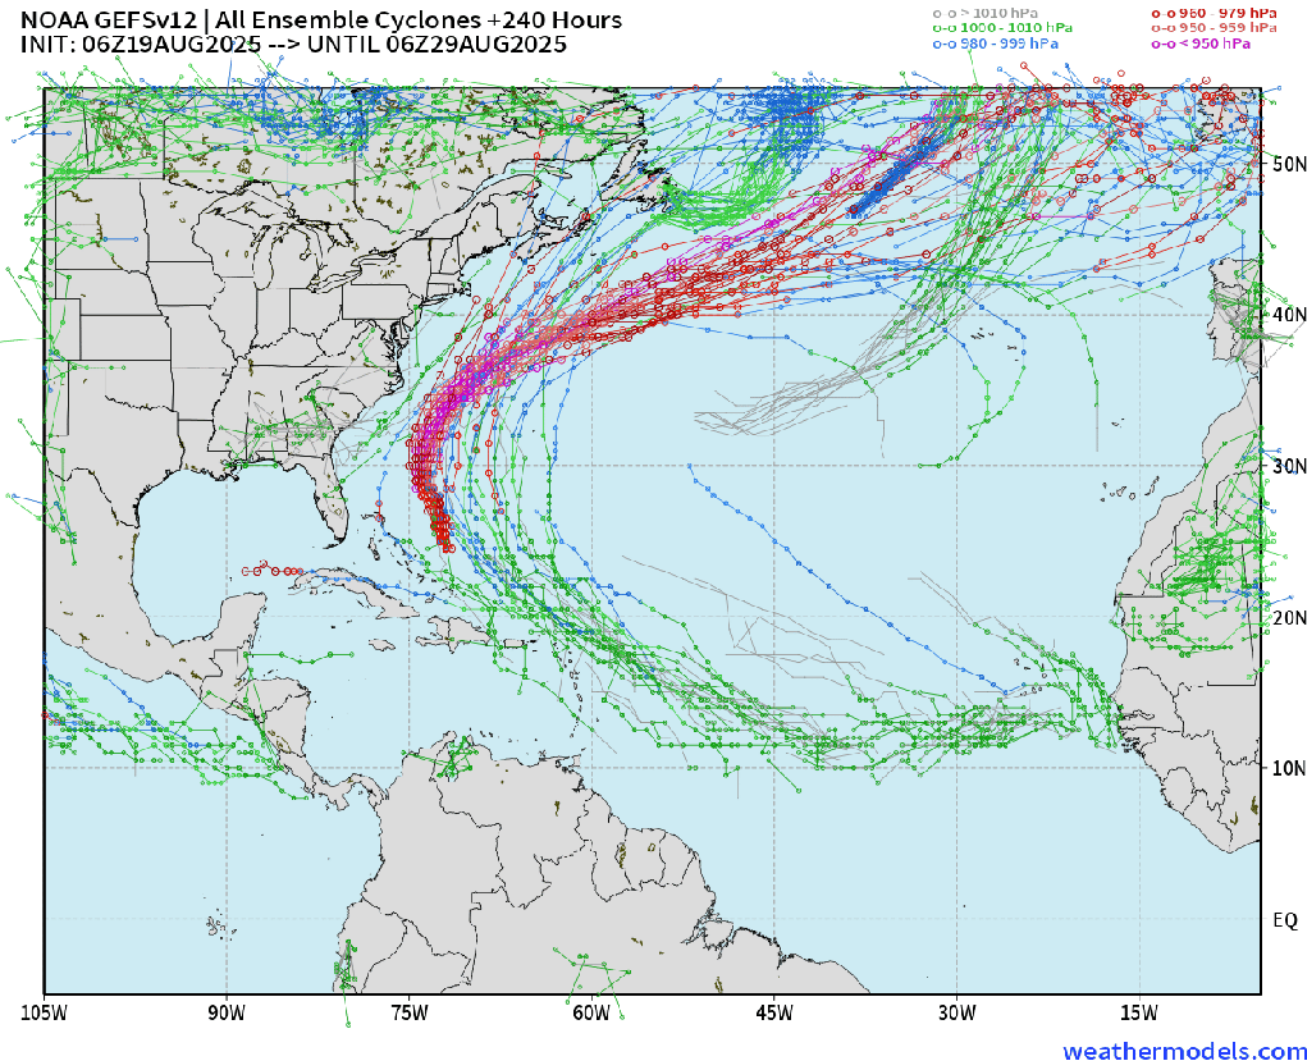 NOAA GEFSv12 | All Ensemble Cyclones +240 Hours
INIT: 06Z19AUG2025 --> UNTIL 06Z29AUG2025
o-o > 1010 hPa
o-o 1000 - 1010 hPa
o-o 980 - 999 hPa
o-o 960 - 979 hPa
o-o 950 - 959 hPa
o-o < 950 hPa
50N
40N
30N
20N
10N
EQ
105W 90W 75W 60W 45W 30W 15W
weathermodels.com